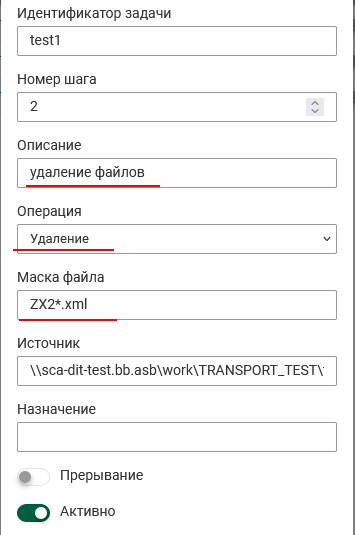 Идентификатор задачи
test1
Номер шага
2
Описание
удаление файлов
Операция
Удаление
Маска файла
ZX2*.xml
Источник
\\sca-dit-test.bb.asb\work\TRANSPORT_TEST\
Назначение
Прерывание
Активно